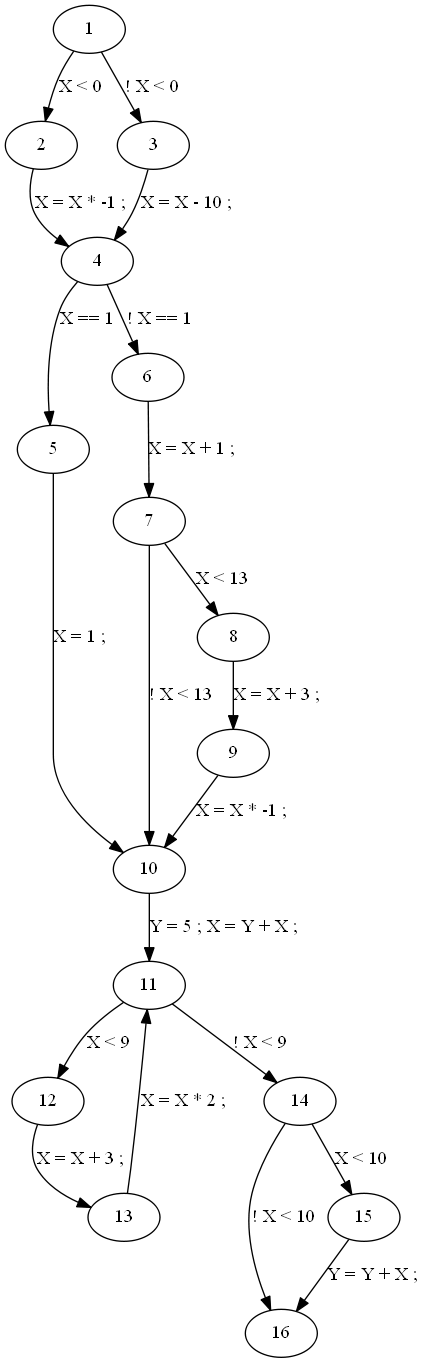 1
X < 0
! X < 0
2
3
X = X * -1 ;
X = X - 10 ;
4
X == 1
! X == 1
6
5
X = X + 1 ;
7
X < 13
8
X = 1 ;
! X < 13
X = X + 3 ;
9
X = X * -1 ;
10
Y = 5 ; X = Y + X ;
11
X < 9
! X < 9
12
X = X * 2 ;
14
X = X + 3 ;
X < 10
13
! X < 10
15
Y = Y + X ;
16